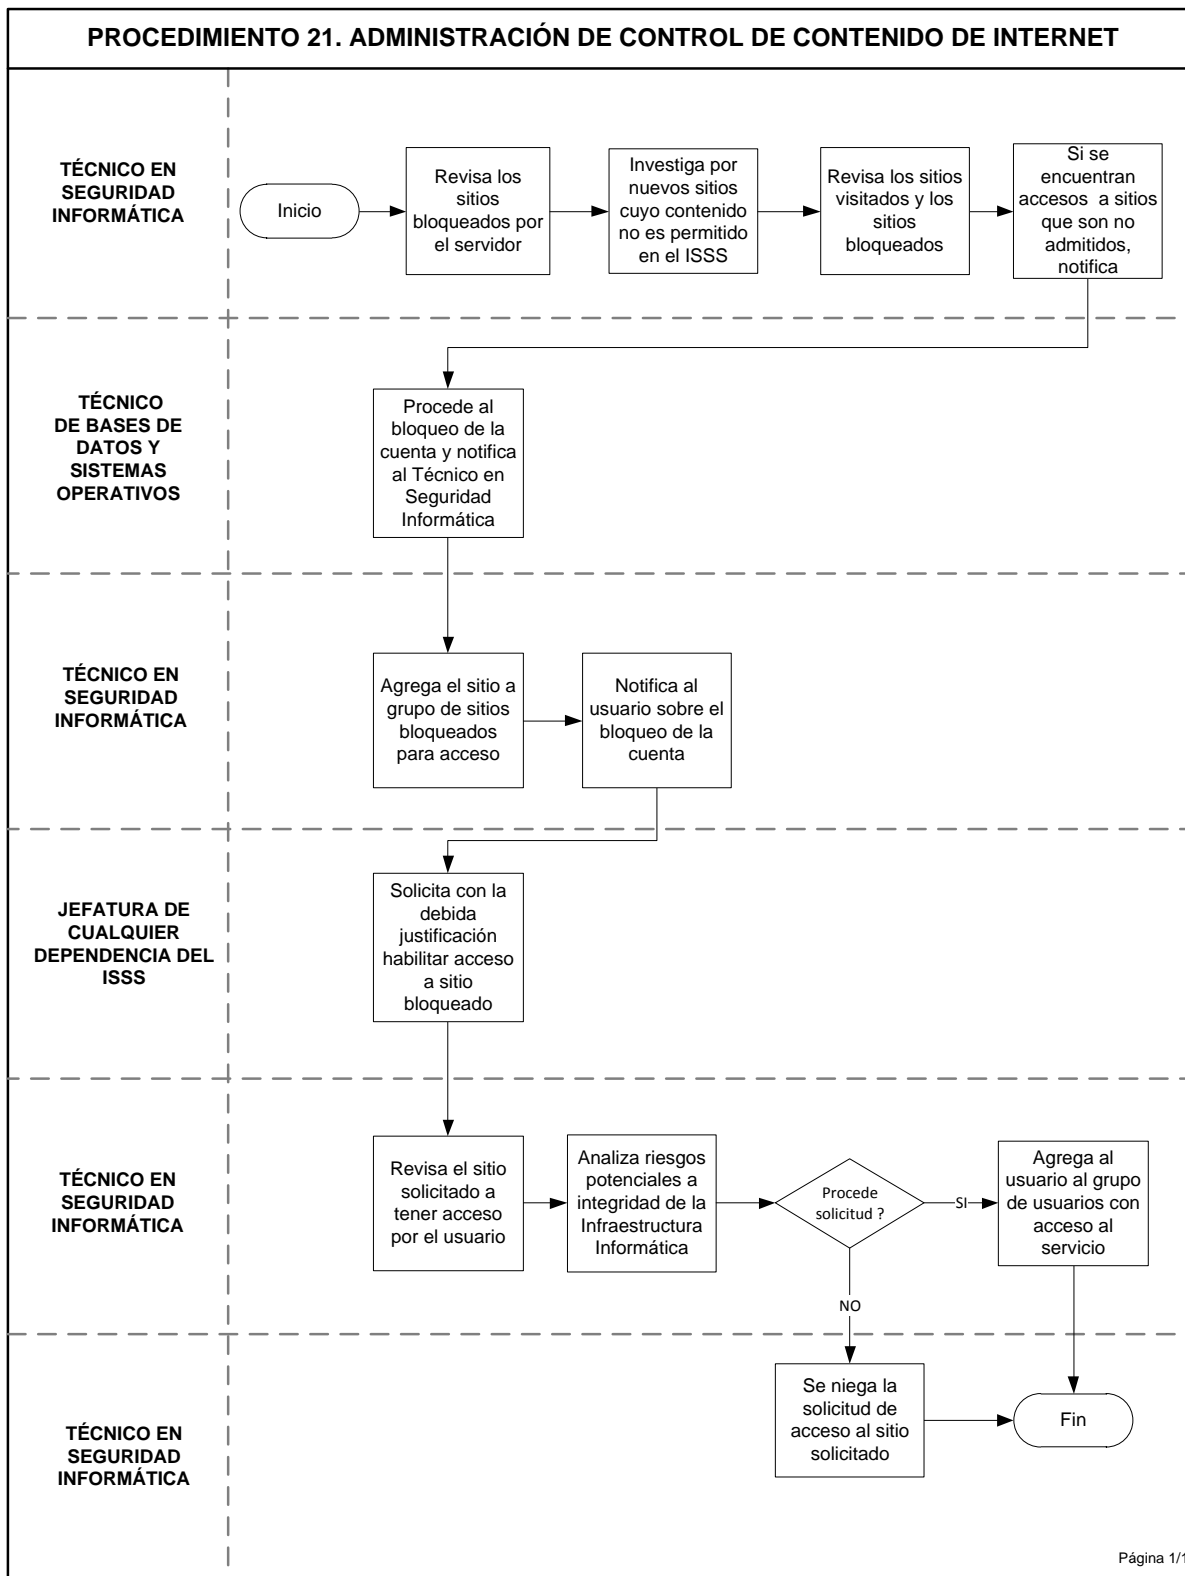 PROCEDIMIENTO 21. ADMINISTRACIÓN DE CONTROL DE CONTENIDO DE INTERNET
TÉCNICO EN
SEGURIDAD
INFORMÁTICA
Inicio
Revisa los
sitios
bloqueados por
el servidor
Investiga por
nuevos sitios
cuyo contenido
no es permitido
en el ISSS
Revisa los sitios
visitados y los
sitios
bloqueados
Si se
encuentran
accesos a sitios
que son no
admitidos,
notifica
TÉCNICO
DE BASES DE
DATOS Y
SISTEMAS
OPERATIVOS
Procede al
bloqueo de la
cuenta y notifica
al Técnico en
Seguridad
Informática
TÉCNICO EN
SEGURIDAD
INFORMÁTICA
Agrega el sitio a
grupo de sitios
bloqueados
para acceso
Notifica al
usuario sobre el
bloqueo de la
cuenta
JEFATURA DE
CUALQUIER
DEPENDENCIA DEL
ISSS
Solicita con la
debida
justificación
habilitar acceso
a sitio
bloqueado
TÉCNICO EN
SEGURIDAD
INFORMÁTICA
Revisa el sitio
solicitado a
tener acceso
por el usuario
Analiza riesgos
potenciales a
integridad de la
Infraestructura
Informática
Procede
solicitud ?
SI
Agrega al
usuario al grupo
de usuarios con
acceso al
servicio
NO
TÉCNICO EN
SEGURIDAD
INFORMÁTICA
Se niega la
solicitud de
acceso al sitio
solicitado
Fin
Página 1/1